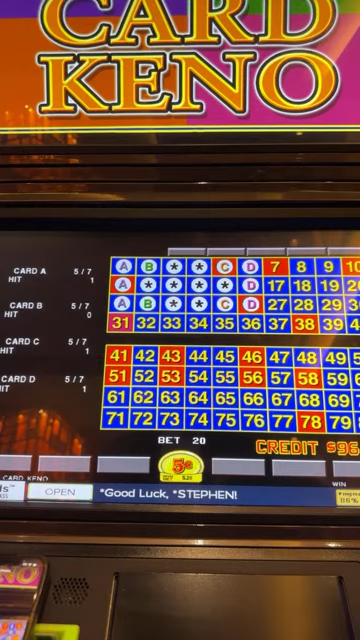 CARD
KENO
CARD A 5/7
HIT 1
CARD B 5/7
HIT 0
CARD C 5/7
HIT 1
CARD D 5/7
HIT 1
A B * * C D 7 8 9 10
A * * * * D 17 18 19
A B * * C D 27 28 29
31 32 33 34 35 36 37 38 39
41 42 43 44 45 46 47 48 49
51 52 53 54 55 56 57 58 59
61 62 63 64 65 66 67 68 69
71 72 73 74 75 76 77 78 79
BET 20
CREDIT $96
5¢
CARD KENO
WIN
OPEN
*Good Luck, *STEPHEN!